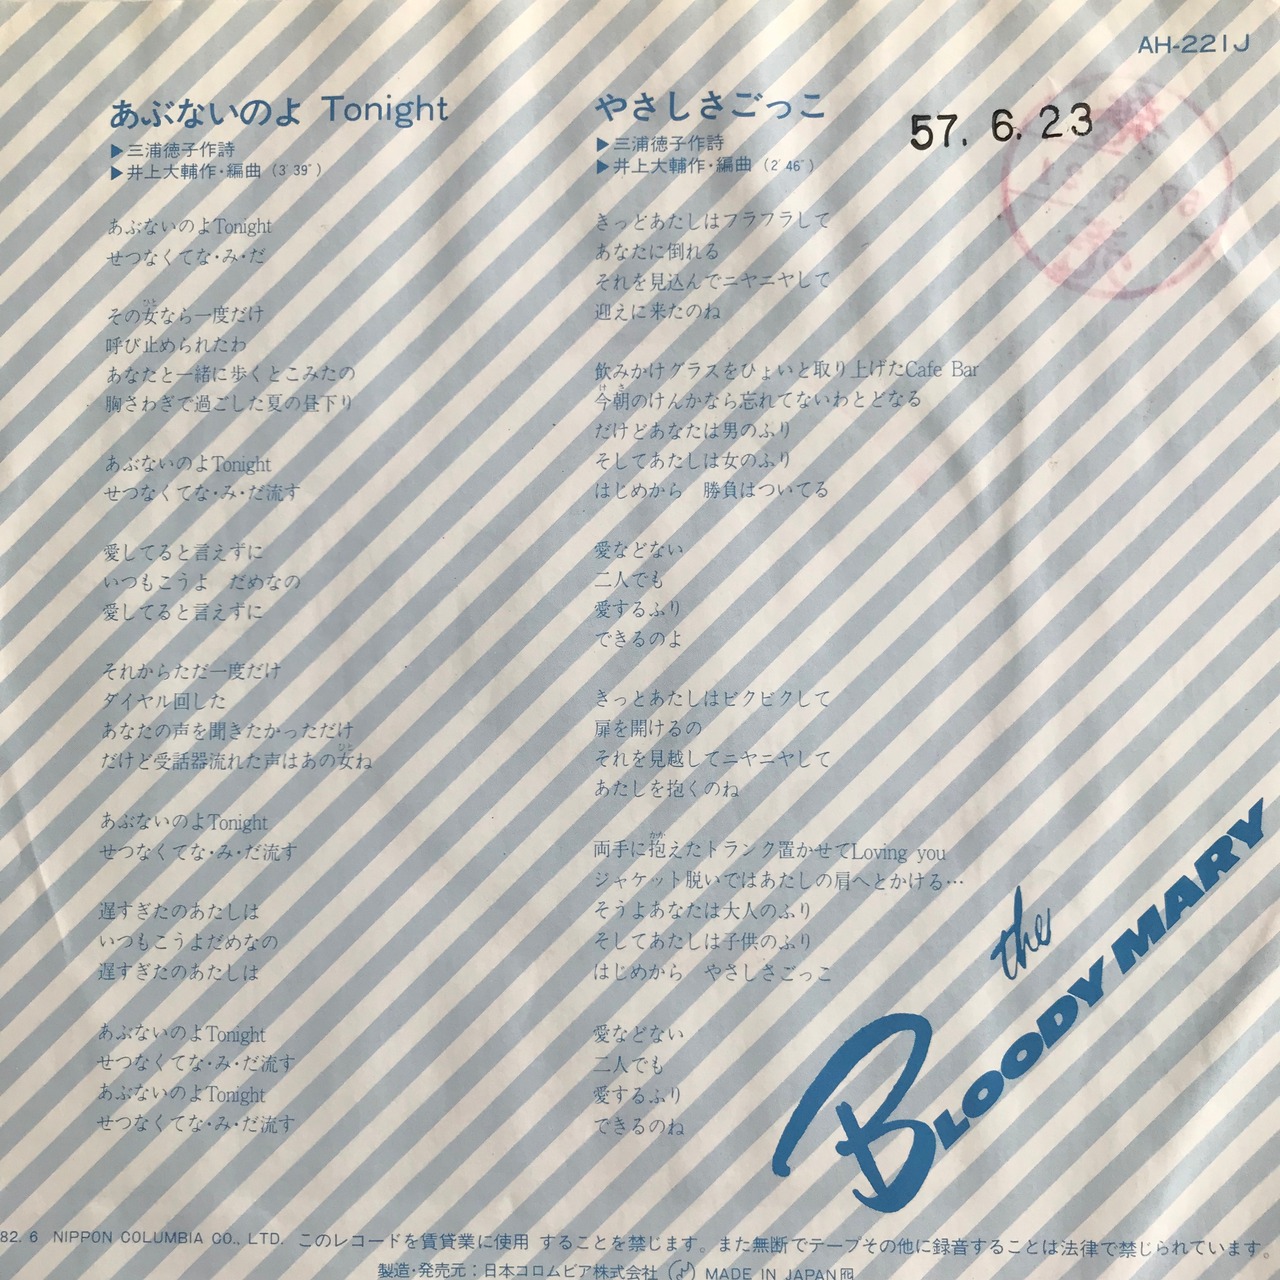 AH-221J
57. 6. 23
あぶないのよ Tonight
▶三浦徳子作詩
▶井上大輔作・編曲（3′39″）
あぶないのよTonight
せつなくてな・み・だ
その女なら一度だけ
ひと
呼び止められたわ
あなたと一緒に歩くとこみたの
胸さわぎで過ごした夏の昼下り
あぶないのよTonight
せつなくてな・み・だ流す
愛してると言えずに
いつもこうよ　だめなの
愛してると言えずに
それからただ一度だけ
ダイヤル回した
あなたの声を聞きたかっただけ
だけど受話器流れた声はあの女ね
ひと
あぶないのよTonight
せつなくてな・み・だ流す
遅すぎたのあたしは
いつもこうよだめなの
遅すぎたのあたしは
あぶないのよTonight
せつなくてな・み・だ流す
あぶないのよTonight
せつなくてな・み・だ流す
やさしさごっこ
▶三浦徳子作詩
▶井上大輔作・編曲（2′46″）
きっとあたしはフラフラして
あなたに倒れる
それを見込んでニヤニヤして
迎えに来たのね
飲みかけグラスをひょいと取り上げたCafe Bar
今朝のけんかなら忘れてないわとどなる
けさ
だけどあなたは男のふり
そしてあたしは女のふり
はじめから　勝負はついてる
愛などない
二人でも
愛するふり
できるのよ
きっとあたしはビクビクして
扉を開けるの
それを見越してニヤニヤして
あたしを抱くのね
両手に抱えたトランク置かせてLoving you
かか
ジャケット脱いではあたしの肩へとかける…
そうよあなたは大人のふり
そしてあたしは子供のふり
はじめから　やさしさごっこ
愛などない
二人でも
愛するふり
できるのね
the
BLOODY MARY
82. 6 NIPPON COLUMBIA CO., LTD. このレコードを賃貸業に使用 することを禁じます。また無断でテープその他に録音することは法律で禁じられています。
製造・発売元：日本コロムビア株式会社 MADE IN JAPAN